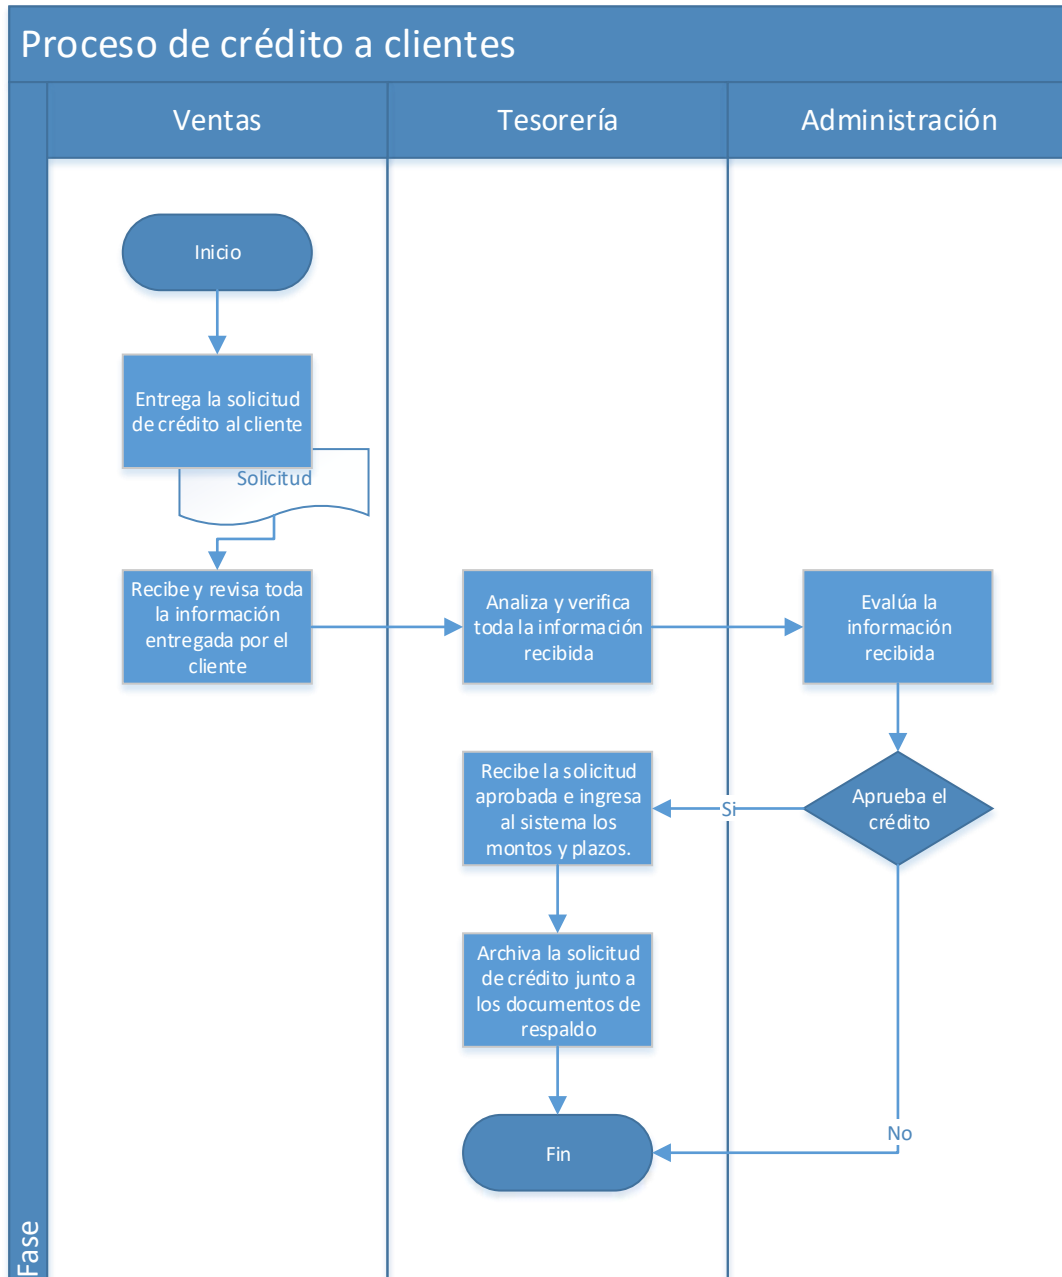 Proceso de crédito a clientes
Ventas
Tesorería
Administración
Inicio
Entrega la solicitud
de crédito al cliente
Solicitud
Recibe y revisa toda
la información
entregada por el
cliente
Analiza y verifica
toda la información
recibida
Evalúa la
información
recibida
Recibe la solicitud
aprobada e ingresa
al sistema los
montos y plazos.
Si
Aprueba el
crédito
Archiva la solicitud
de crédito junto a
los documentos de
respaldo
No
Fin
Fase